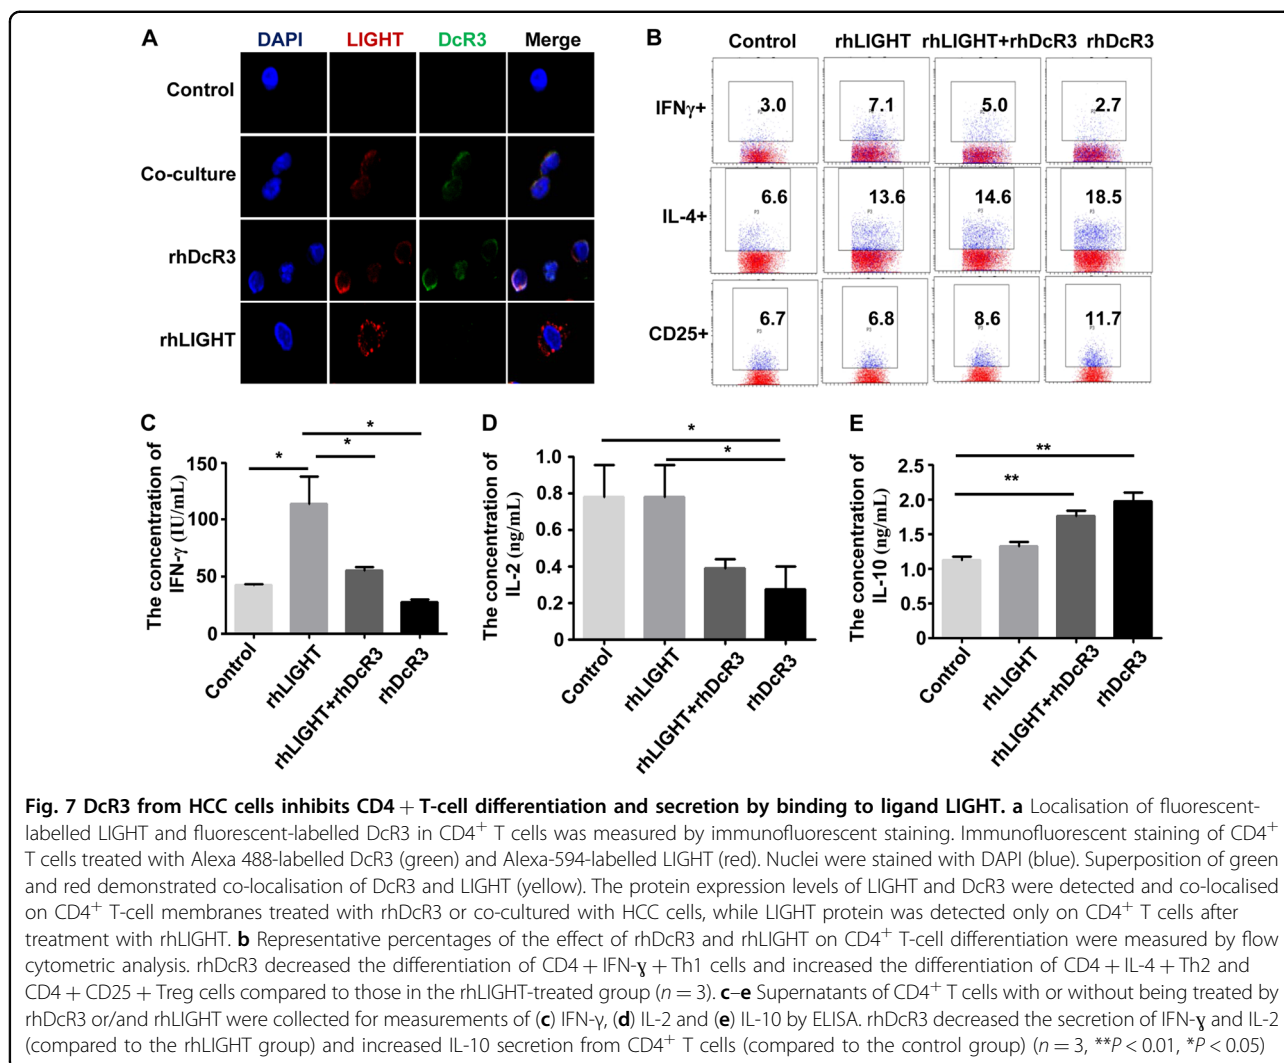 A
DAPI LIGHT DcR3 Merge
Control
Co-culture
rhDcR3
rhLIGHT
B
Control rhLIGHT rhLIGHT+rhDcR3 rhDcR3
IFNγ+ 3.0 7.1 5.0 2.7
IL-4+ 6.6 13.6 14.6 18.5
CD25+ 6.7 6.8 8.6 11.7
C
The concentration of
IFN-γ (IU/mL)
150
100
50
0
* * *
Control rhLIGHT rhLIGHT+rhDcR3 rhDcR3
D
The concentration of
IL-2 (ng/mL)
1.0
0.8
0.6
0.4
0.2
0
* *
Control rhLIGHT rhLIGHT+rhDcR3 rhDcR3
E
The concentration of
IL-10 (ng/mL)
2.5
2.0
1.5
1.0
0.5
0
** **
Control rhLIGHT rhLIGHT+rhDcR3 rhDcR3
Fig. 7 DcR3 from HCC cells inhibits CD4 + T-cell differentiation and secretion by binding to ligand LIGHT. a Localisation of fluorescent-
labelled LIGHT and fluorescent-labelled DcR3 in CD4⁺ T cells was measured by immunofluorescent staining. Immunofluorescent staining of CD4⁺
T cells treated with Alexa 488-labelled DcR3 (green) and Alexa-594-labelled LIGHT (red). Nuclei were stained with DAPI (blue). Superposition of green
and red demonstrated co-localisation of DcR3 and LIGHT (yellow). The protein expression levels of LIGHT and DcR3 were detected and co-localised
on CD4⁺ T-cell membranes treated with rhDcR3 or co-cultured with HCC cells, while LIGHT protein was detected only on CD4⁺ T cells after
treatment with rhLIGHT. b Representative percentages of the effect of rhDcR3 and rhLIGHT on CD4⁺ T-cell differentiation were measured by flow
cytometric analysis. rhDcR3 decreased the differentiation of CD4 + IFN-ɣ + Th1 cells and increased the differentiation of CD4 + IL-4 + Th2 and
CD4 + CD25 + Treg cells compared to those in the rhLIGHT-treated group (n = 3). c–e Supernatants of CD4⁺ T cells with or without being treated by
rhDcR3 or/and rhLIGHT were collected for measurements of (c) IFN-γ, (d) IL-2 and (e) IL-10 by ELISA. rhDcR3 decreased the secretion of IFN-ɣ and IL-2
(compared to the rhLIGHT group) and increased IL-10 secretion from CD4⁺ T cells (compared to the control group) (n = 3, **P < 0.01, *P < 0.05)